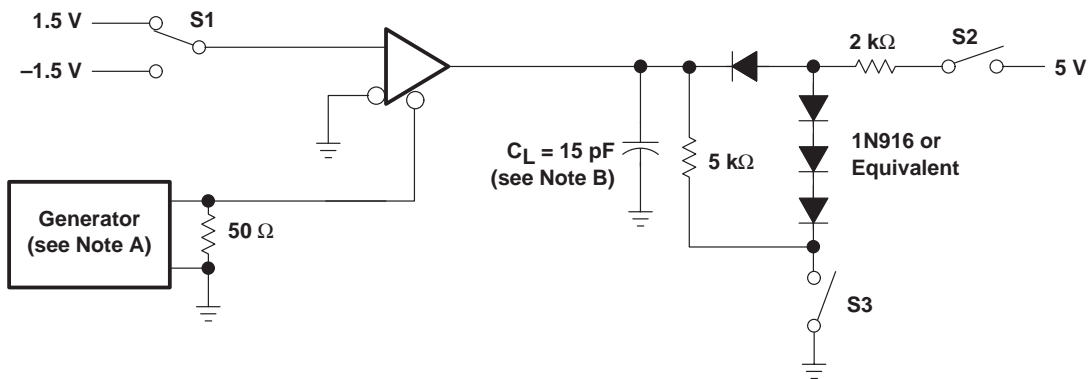 1.5 V
S1
–1.5 V
2 kΩ
S2
5 V
CL = 15 pF
(see Note B)
5 kΩ
1N916 or
Equivalent
Generator
(see Note A)
50 Ω
S3